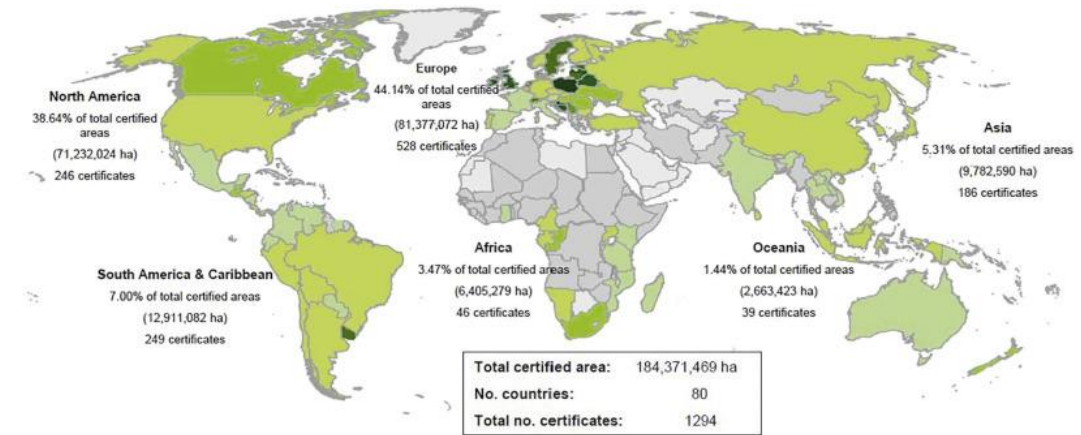 North America
38.64% of total certified
areas
(71,232,024 ha)
246 certificates
Europe
44.14% of total certified
areas
(81,377,072 ha)
528 certificates
Asia
5.31% of total certified areas
(9,782,590 ha)
186 certificates
South America & Caribbean
7.00% of total certified areas
(12,911,082 ha)
249 certificates
Africa
3.47% of total certified areas
(6,405,279 ha)
46 certificates
Oceania
1.44% of total certified areas
(2,663,423 ha)
39 certificates
Total certified area: 184,371,469 ha
No. countries: 80
Total no. certificates: 1294